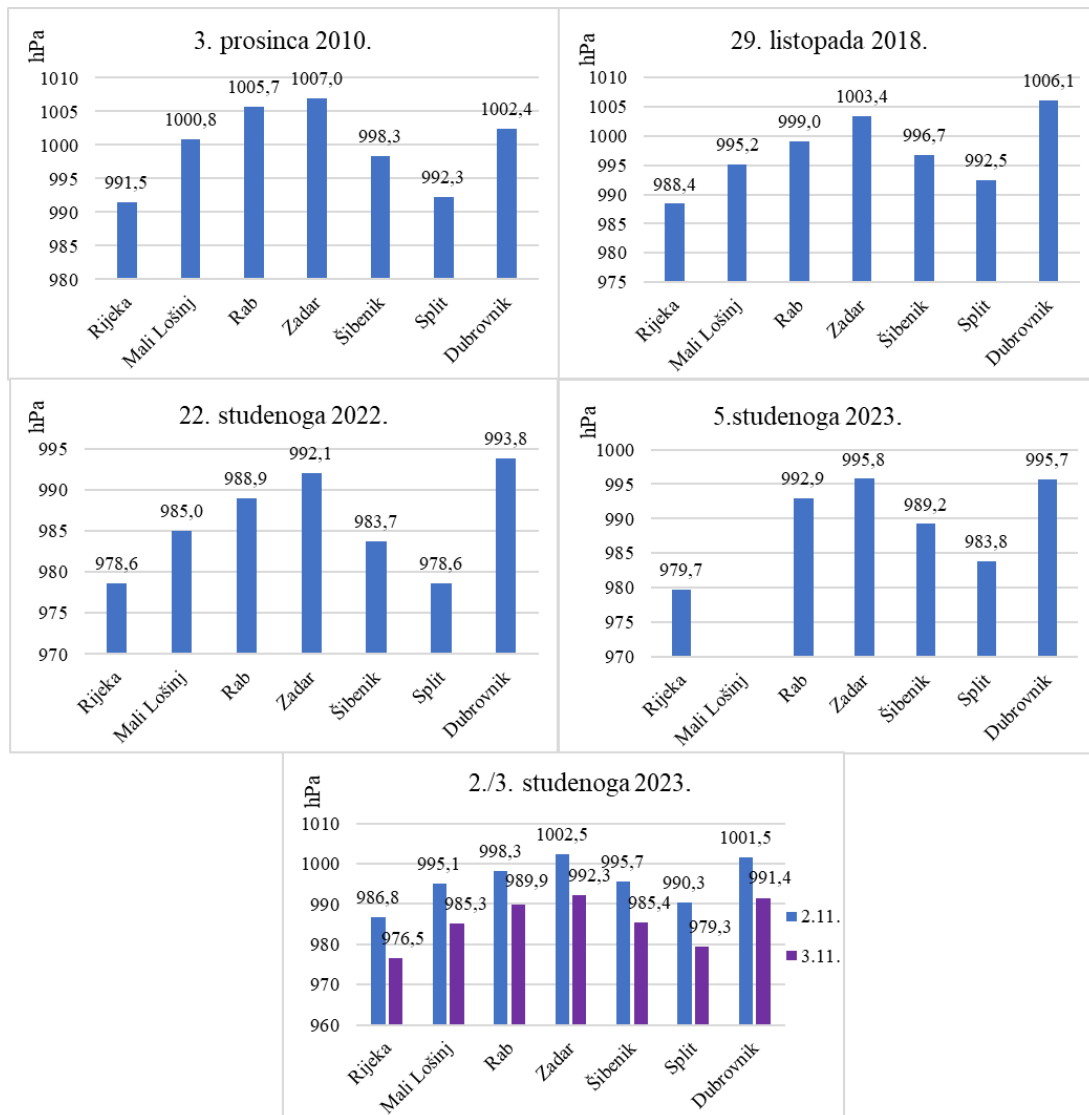 3. prosinca 2010.
hPa
1010
1005
1000
995
990
985
980
991,5
1000,8
1005,7
1007,0
998,3
992,3
1002,4
Rijeka
Mali Lošinj
Rab
Zadar
Šibenik
Split
Dubrovnik
29. listopada 2018.
hPa
1010
1005
1000
995
990
985
980
975
988,4
995,2
999,0
1003,4
996,7
992,5
1006,1
Rijeka
Mali Lošinj
Rab
Zadar
Šibenik
Split
Dubrovnik
22. studenoga 2022.
hPa
995
990
985
980
975
970
978,6
985,0
988,9
992,1
983,7
978,6
993,8
Rijeka
Mali Lošinj
Rab
Zadar
Šibenik
Split
Dubrovnik
5.studenoga 2023.
hPa
1000
995
990
985
980
975
970
979,7
992,9
995,8
989,2
983,8
995,7
Rijeka
Mali Lošinj
Rab
Zadar
Šibenik
Split
Dubrovnik
2./3. studenoga 2023.
hPa
1010
1000
990
980
970
960
986,8
976,5
995,1
985,3
998,3
989,9
1002,5
992,3
995,7
985,4
990,3
979,3
1001,5
991,4
Rijeka
Mali Lošinj
Rab
Zadar
Šibenik
Split
Dubrovnik
2.11.
3.11.